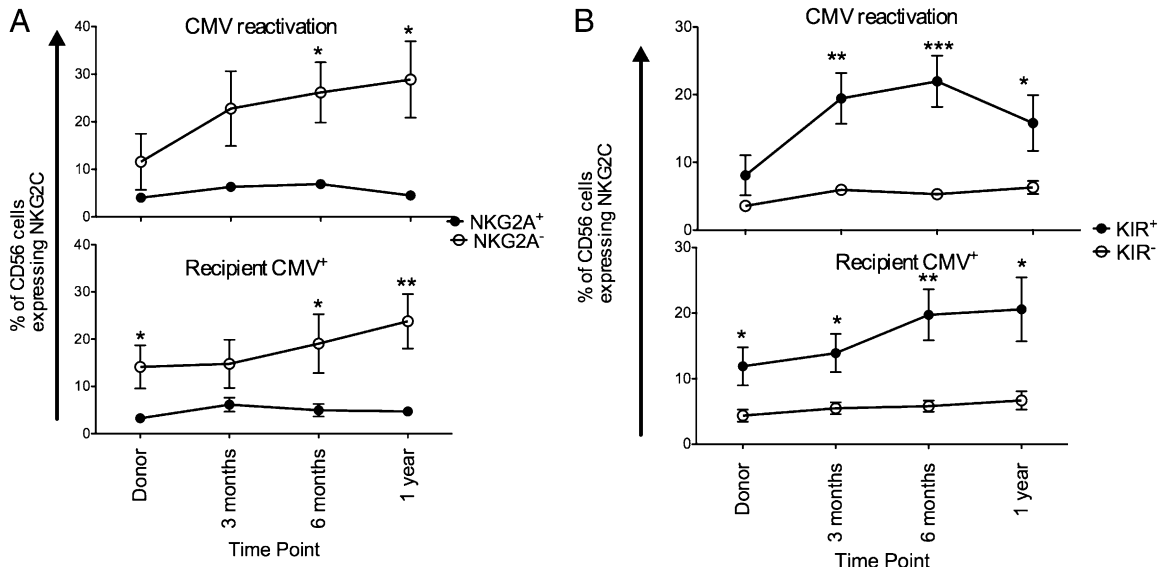 A
CMV reactivation
40
30
20
10
0
*
*
NKG2A+
NKG2A-
40
30
20
10
0
Recipient CMV+
*
*
**
% of CD56 cells
expressing NKG2C
Donor
3 months
6 months
1 year
Time Point
B
CMV reactivation
30
20
10
0
**
***
*
KIR+
KIR-
30
20
10
0
Recipient CMV+
*
*
**
*
% of CD56 cells
expressing NKG2C
Donor
3 months
6 months
1 year
Time Point